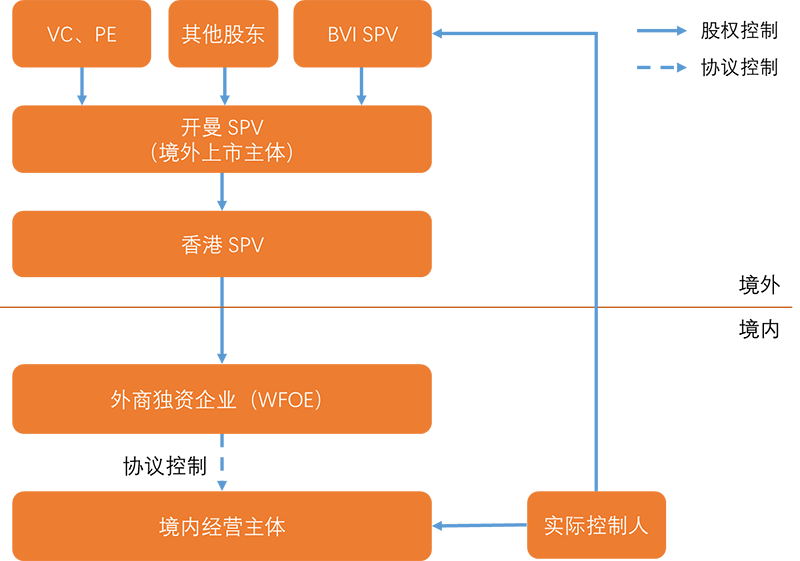 VC、PE
其他股东
BVI SPV
股权控制
协议控制
开曼 SPV
（境外上市主体）
香港 SPV
境外
境内
外商独资企业（WFOE）
协议控制
境内经营主体
实际控制人